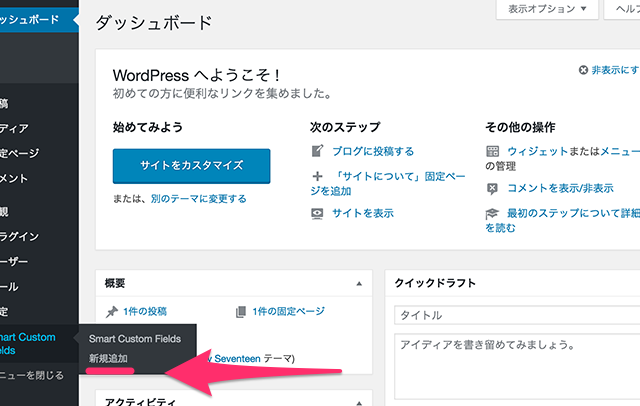 ッシュボード
ダッシュボード
表示オプション ▼
ヘルプ
WordPress へようこそ！
初めての方に便利なリンクを集めました。
非表示にす
始めてみよう
サイトをカスタマイズ
または、別のテーマに変更する
次のステップ
ブログに投稿する
「サイトについて」固定ペー
ジを追加
サイトを表示
その他の操作
ウィジェットまたはメニュー
の管理
コメントを表示/非表示
最初のステップについて詳細
を読む
稿
ディア
定ページ
メント
観
ラグイン
ーザー
ール
定
mart Custom
elds
ニューを閉じる
Smart Custom Fields
新規追加
概要
1件の投稿
1件の固定ページ
y Seventeen テーマ)
アクティビティ
クイックドラフト
タイトル
アイディアを書き留めてみましょう。